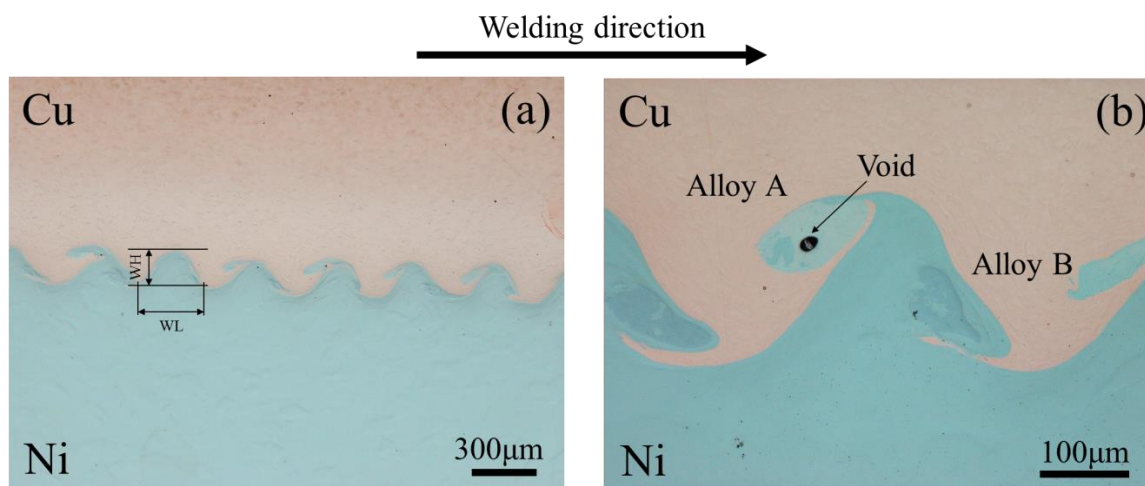 Welding direction
Cu
(a)
WH
WL
Ni
300μm
Cu
(b)
Void
Alloy A
Alloy B
Ni
100μm